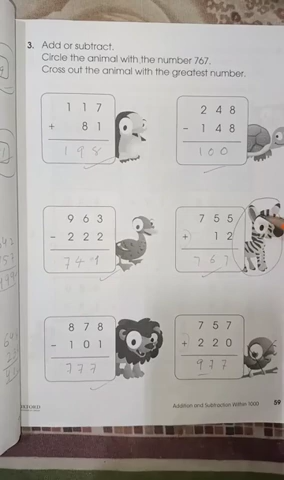 3. Add or subtract.
Circle the animal with the number 767.
Cross out the animal with the greatest number.
1 1 7
+ 8 1
1 9 8
2 4 8
− 1 4 8
1 0 0
9 6 3
− 2 2 2
7 4 9
7 5 5
+ 1 2
7 6 7
8 7 8
− 1 0 1
7 7 7
7 5 7
+ 2 2 0
9 7 7
Addition and Subtraction Within 1000 59